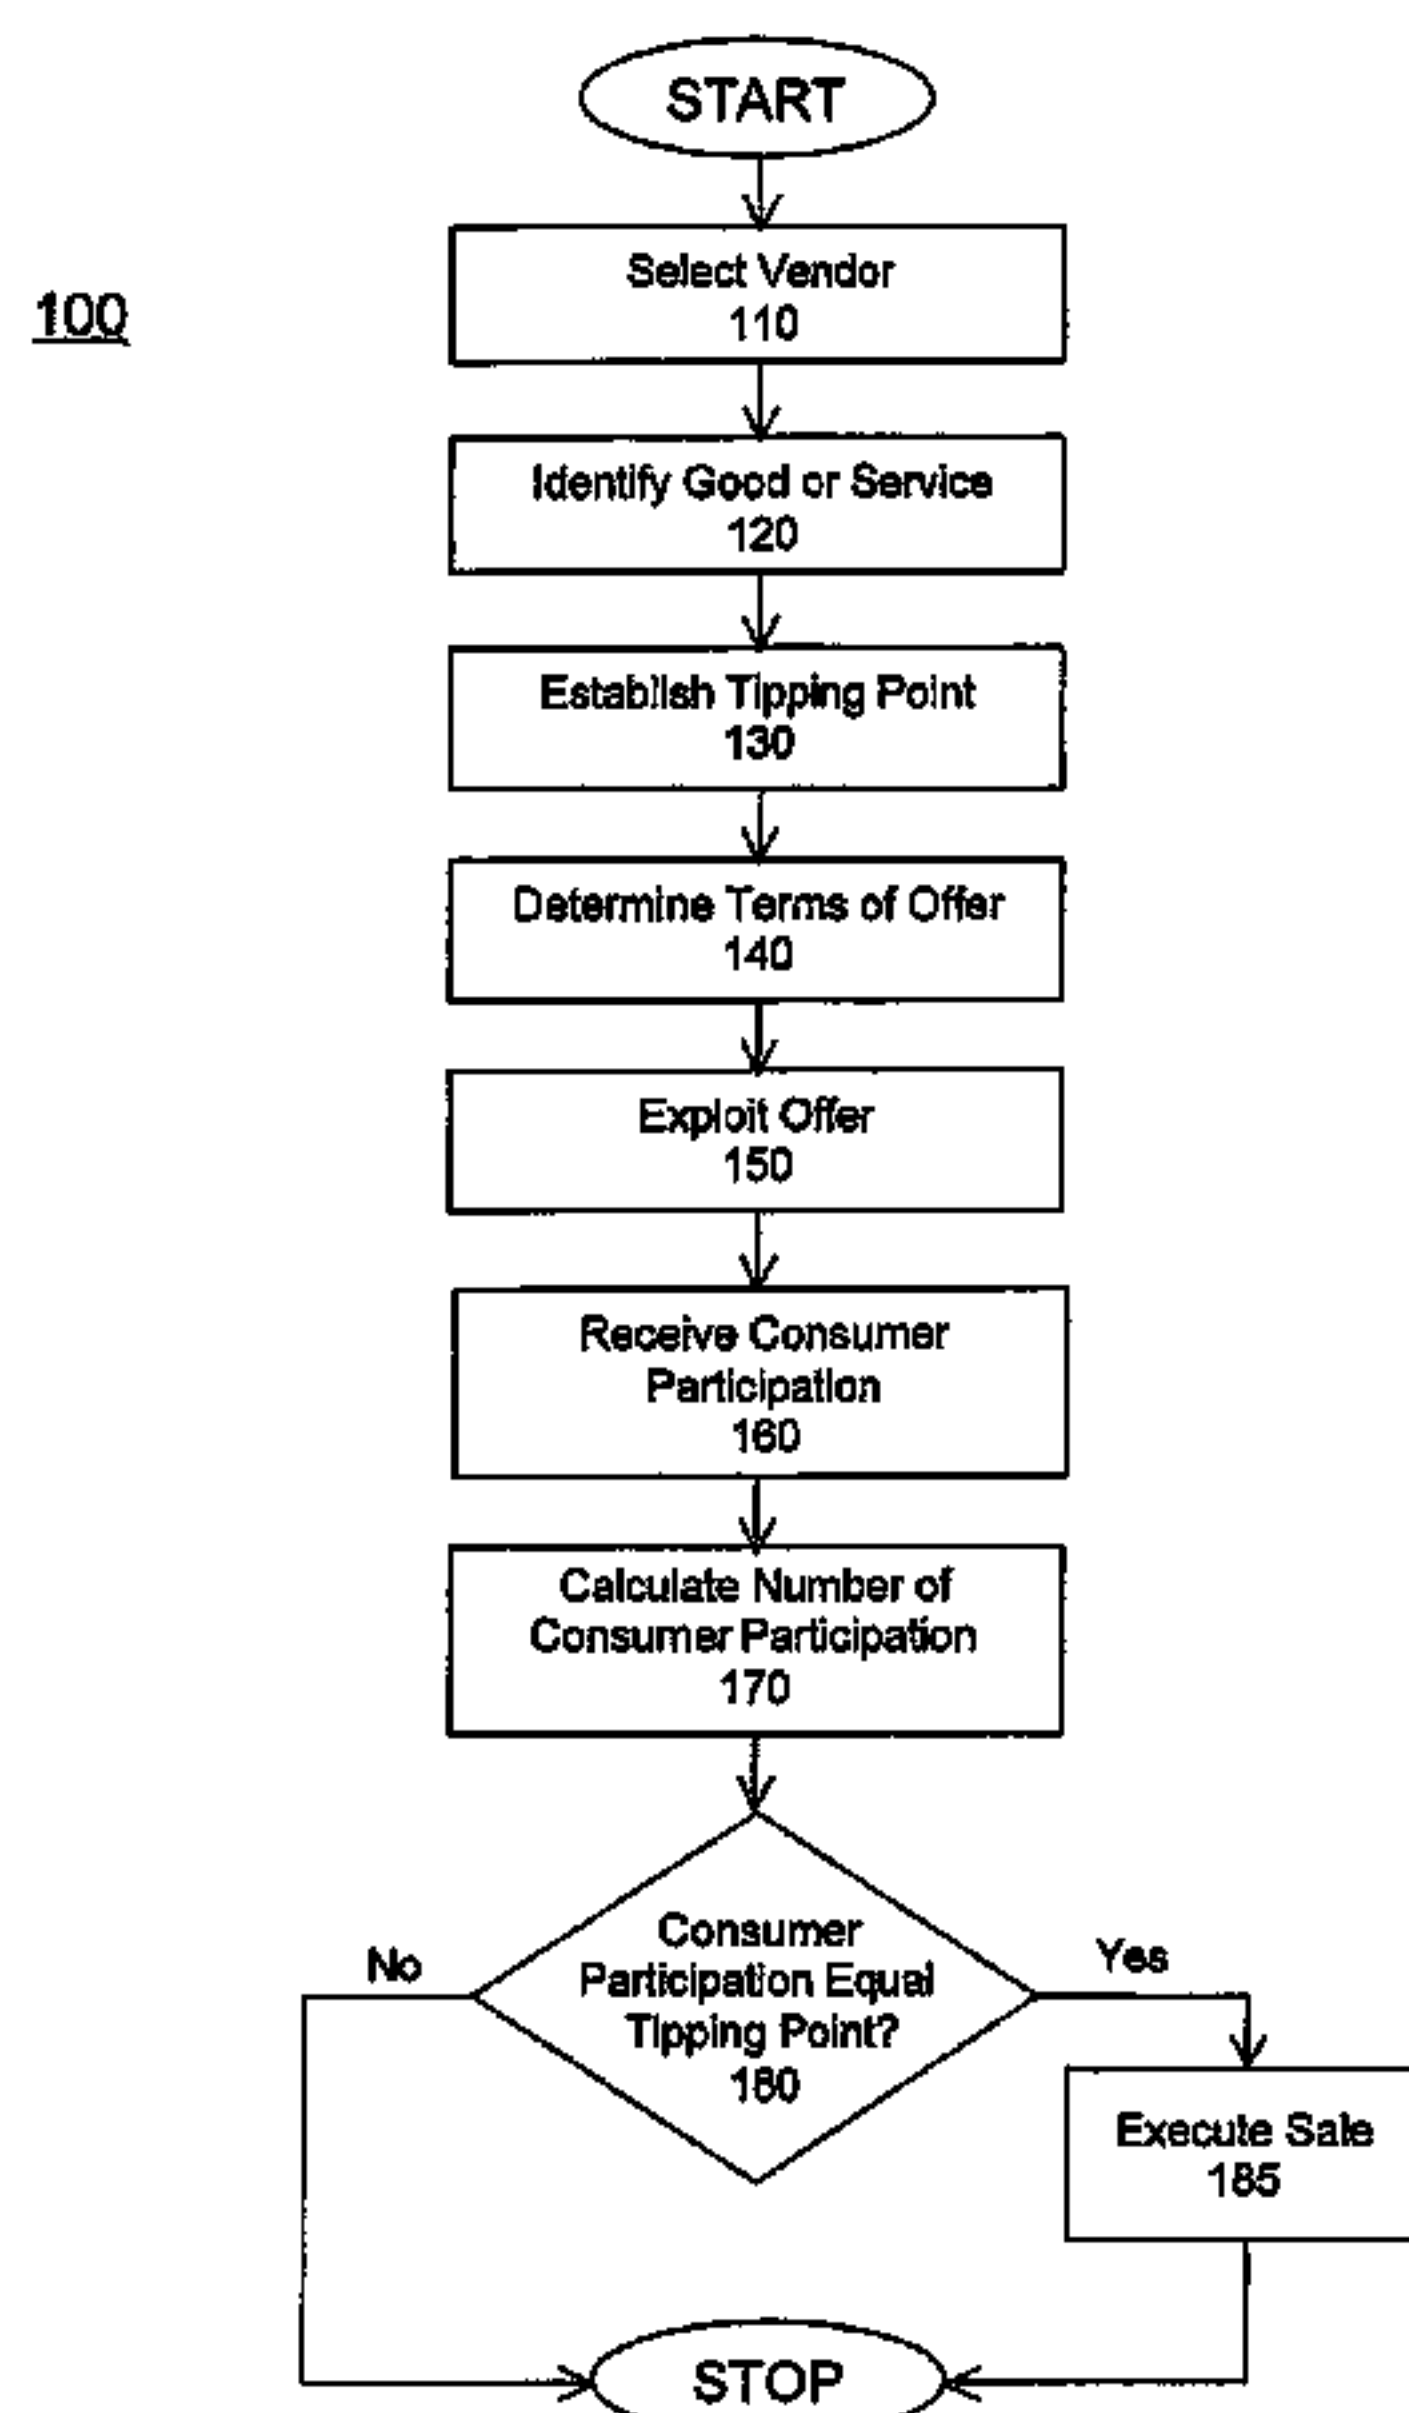 START
100
Select Vendor
110
Identify Good or Service
120
Establish Tipping Point
130
Determine Terms of Offer
140
Exploit Offer
150
Receive Consumer
Participation
160
Calculate Number of
Consumer Participation
170
Consumer
Participation Equal
Tipping Point?
180
No
Yes
Execute Sale
185
STOP